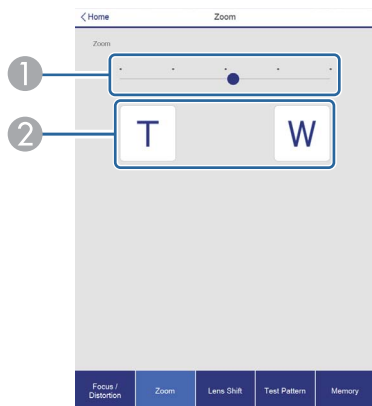 < Home Zoom
Zoom
1
2
T W
Focus / Distortion Zoom Lens Shift Test Pattern Memory